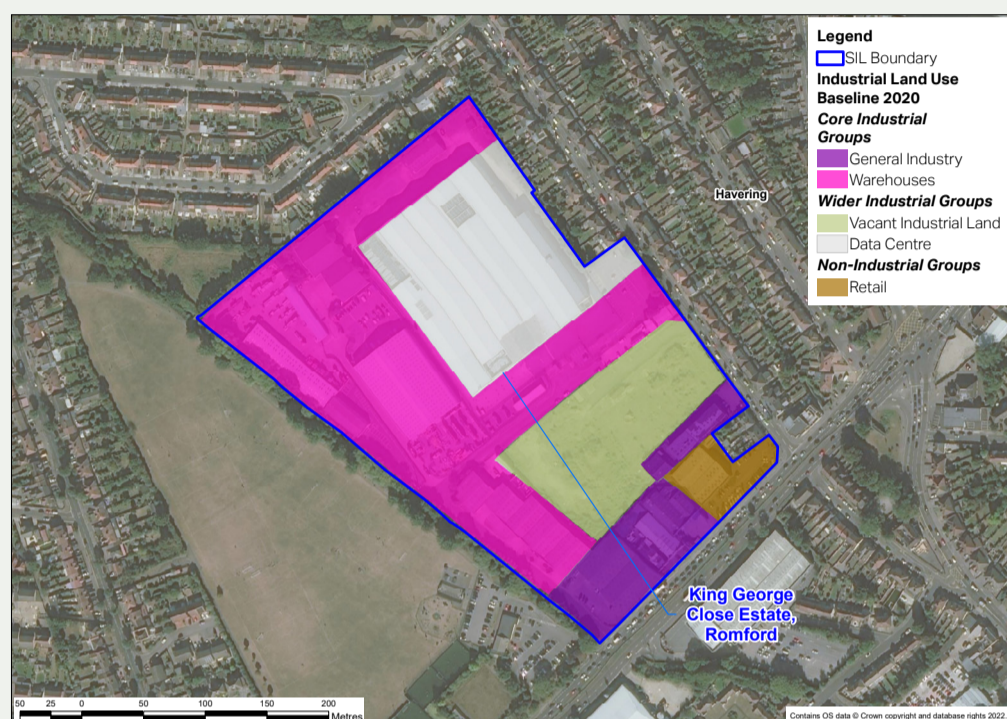 Legend
SIL Boundary
Industrial Land Use
Baseline 2020
Core Industrial
Groups
General Industry
Warehouses
Wider Industrial Groups
Vacant Industrial Land
Data Centre
Non-Industrial Groups
Retail
Havering
King George
Close Estate,
Romford
50 25 0 50 100 150 200
Metres
Contains OS data © Crown copyright and database rights 2022